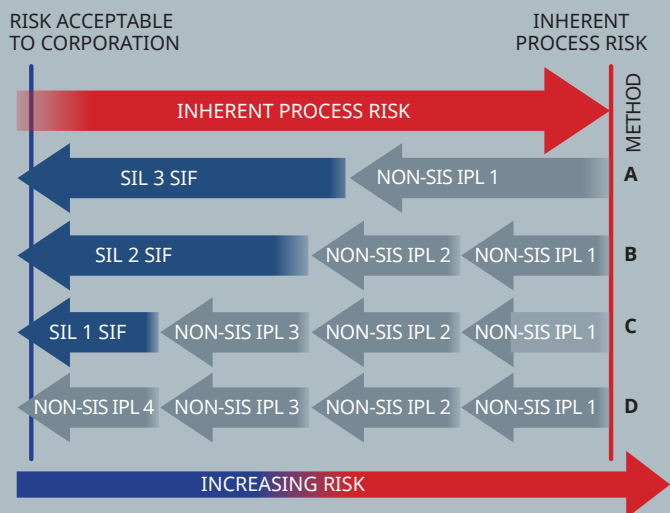 RISK ACCEPTABLE
TO CORPORATION
INHERENT
PROCESS RISK
INHERENT PROCESS RISK
METHOD
SIL 3 SIF
NON-SIS IPL 1
A
SIL 2 SIF
NON-SIS IPL 2
NON-SIS IPL 1
B
SIL 1 SIF
NON-SIS IPL 3
NON-SIS IPL 2
NON-SIS IPL 1
C
NON-SIS IPL 4
NON-SIS IPL 3
NON-SIS IPL 2
NON-SIS IPL 1
D
INCREASING RISK